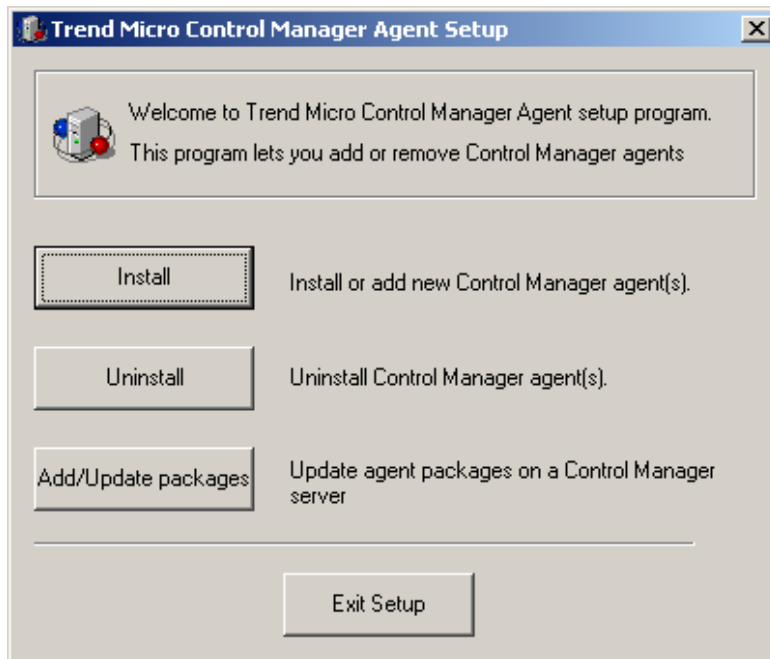 Trend Micro Control Manager Agent Setup
Welcome to Trend Micro Control Manager Agent setup program.
This program lets you add or remove Control Manager agents
Install
Install or add new Control Manager agent(s).
Uninstall
Uninstall Control Manager agent(s).
Add/Update packages
Update agent packages on a Control Manager
server
Exit Setup